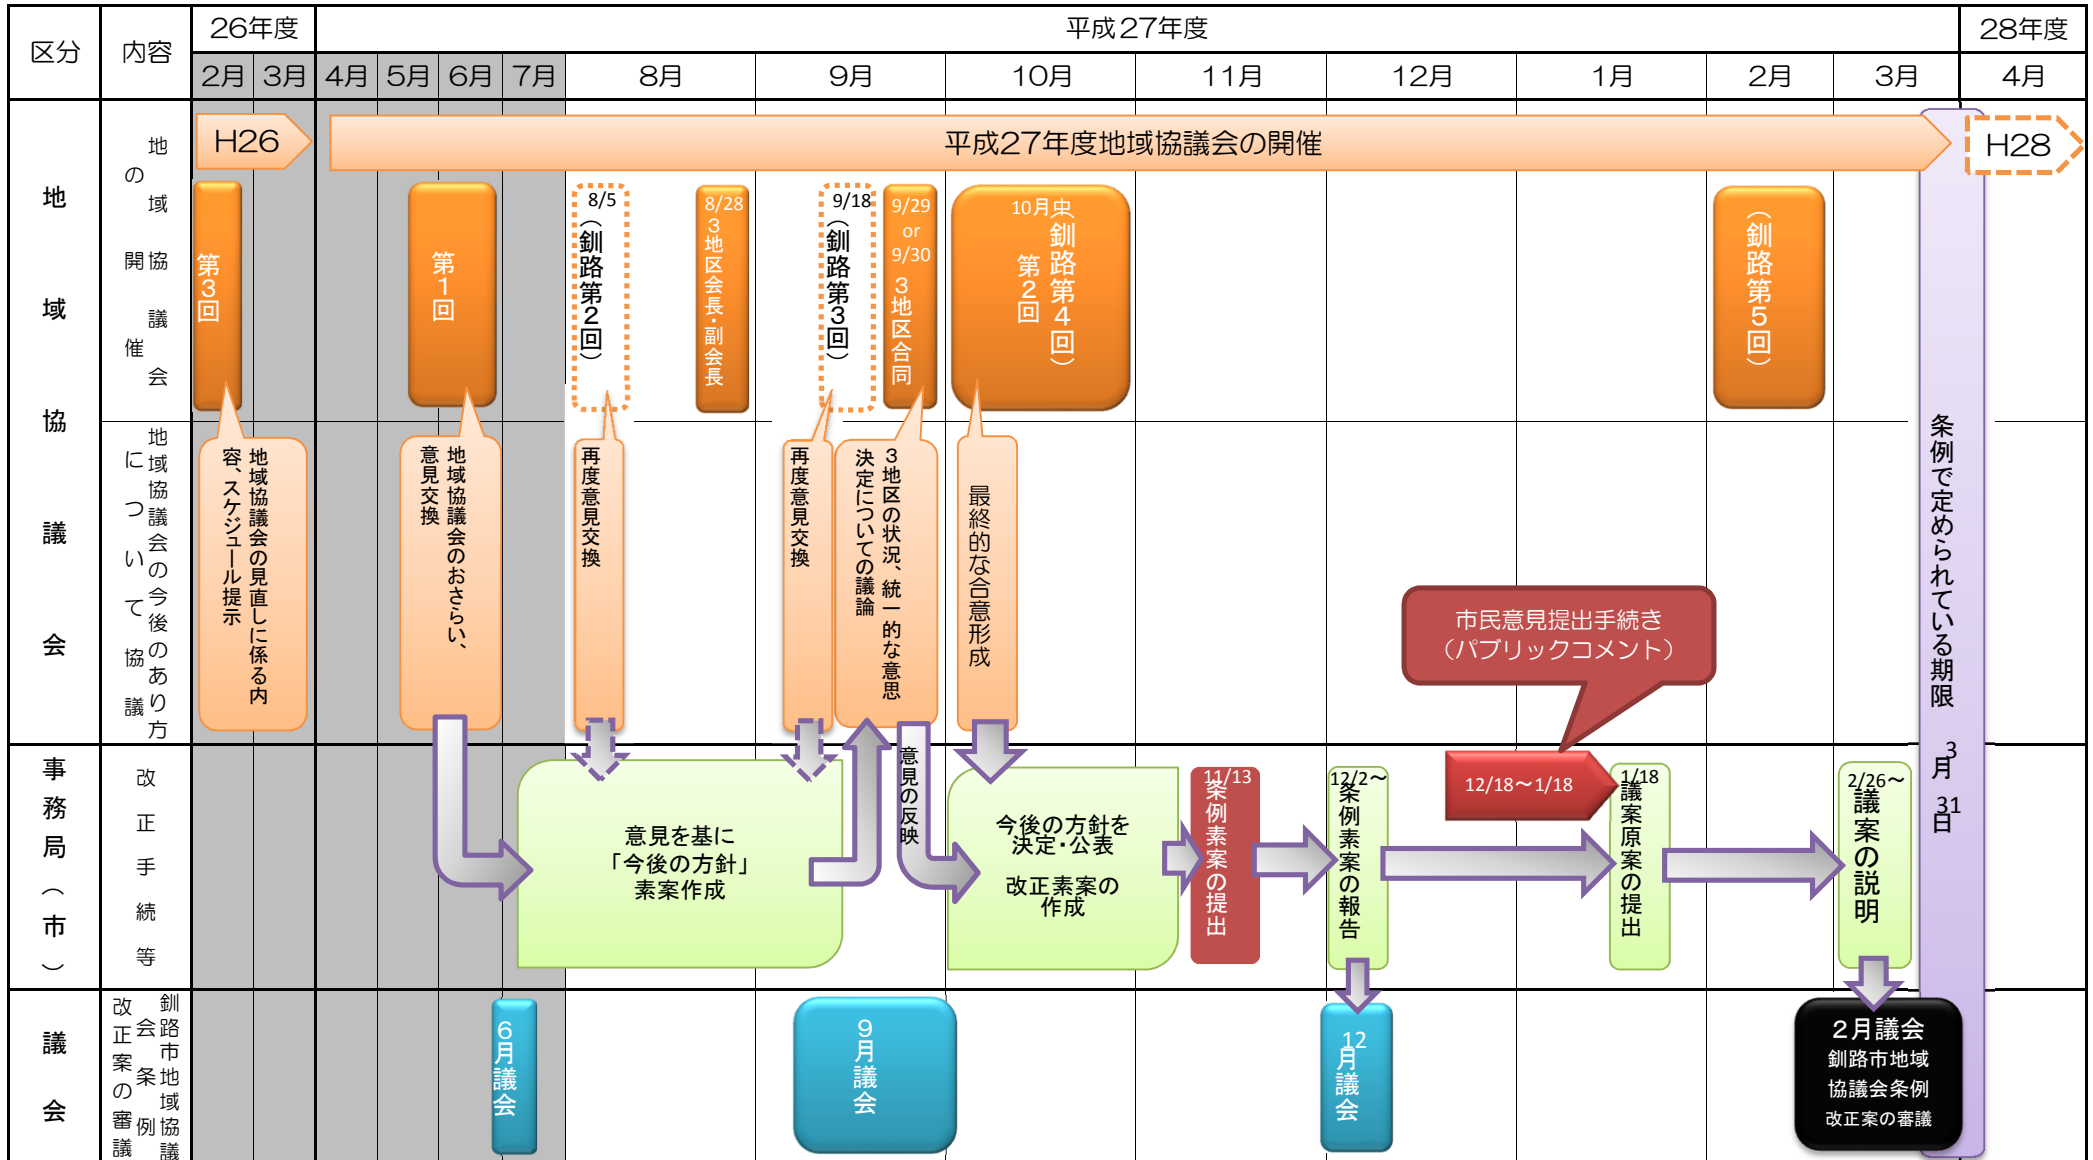 区分
内容
26年度
平成27年度
28年度
2月
3月
4月
5月
6月
7月
8月
9月
10月
11月
12月
1月
2月
3月
4月
地域協議会
地域協議会
の開催
H26
平成27年度地域協議会の開催
H28
第3回
第1回
8/5
（釧路第2回）
8/28
3地区会長・副会長
9/18
（釧路第3回）
9/29
or
9/30
3地区合同
10月中
（釧路第4回）
第2回
（釧路第5回）
地域協議会の今後のあり方
について協議
地域協議会の見直しに係る内
容、スケジュール提示
地域協議会のおさらい、
意見交換
再度意見交換
再度意見交換
3地区の状況、統一的な意思
決定についての議論
最終的な合意形成
市民意見提出手続き
（パブリックコメント）
条例で定められている期限 3月31日
事務局（市）
改正手続等
意見を基に
「今後の方針」
素案作成
意見の反映
今後の方針を
決定・公表
改正素案の
作成
11/13
条例素案の提出
12/2～
条例素案の報告
12/18～1/18
1/18
議案原案の提出
2/26～
議案の説明
議会
釧路市地域協議
会条例
改正案の審議
6月議会
9月議会
12月議会
2月議会
釧路市地域
協議会条例
改正案の審議